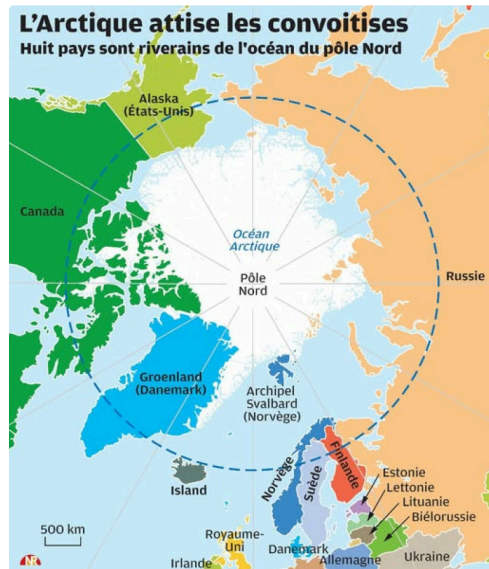 L'Arctique attise les convoitises
Huit pays sont riverains de l'océan du pôle Nord
Alaska
(États-Unis)
Canada
Océan
Arctique
Pôle
Nord
Russie
Groenland
(Danemark)
Archipel
Svalbard
(Norvège)
Island
Norvège
Suède
Finlande
Estonie
Lettonie
Lituanie
Biélorussie
500 km
Royaume-
Uni
Irlande
Danemark
Allemagne
Ukraine